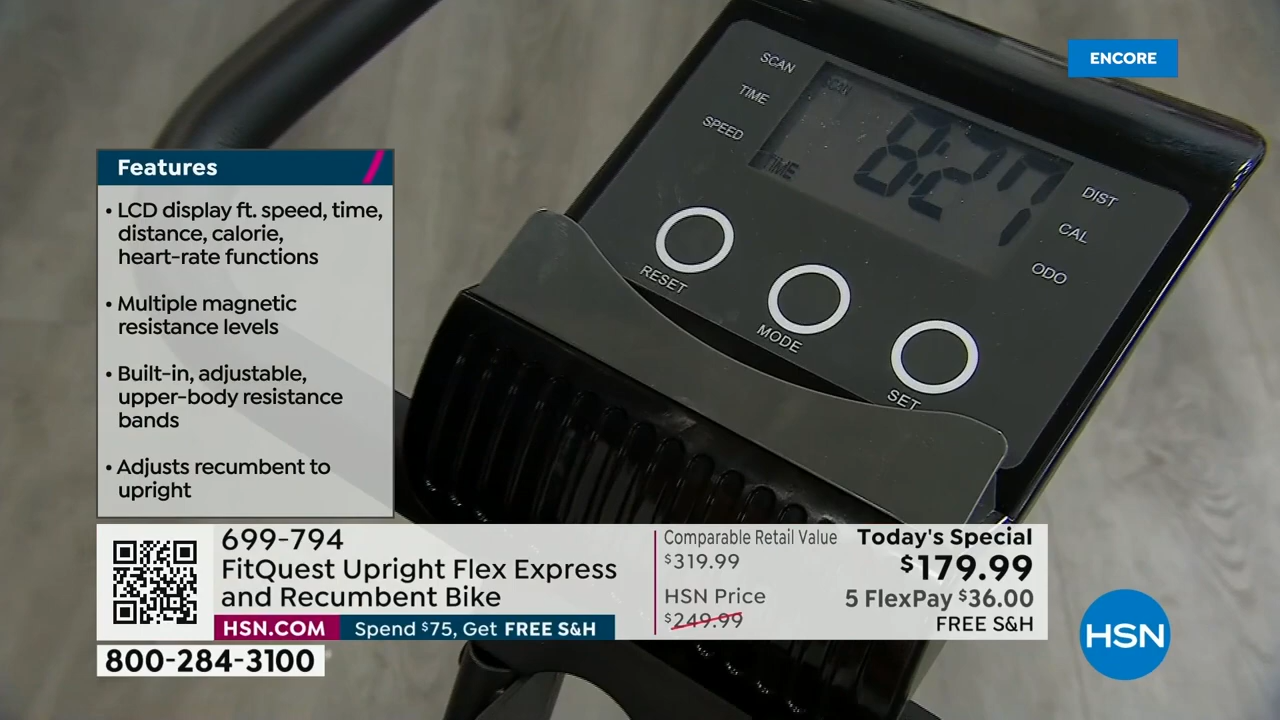 ENCORE
SCAN
TIME
SPEED
SCAN
TIME
8:27
DIST
CAL
ODO
RESET
MODE
SET
Features
• LCD display ft. speed, time,
distance, calorie,
heart-rate functions
• Multiple magnetic
resistance levels
• Built-in, adjustable,
upper-body resistance
bands
• Adjusts recumbent to
upright
699-794
FitQuest Upright Flex Express
and Recumbent Bike
HSN.COM Spend $75, Get FREE S&H
800-284-3100
Comparable Retail Value
$319.99
HSN Price
$249.99
Today's Special
$179.99
5 FlexPay $36.00
FREE S&H
HSN